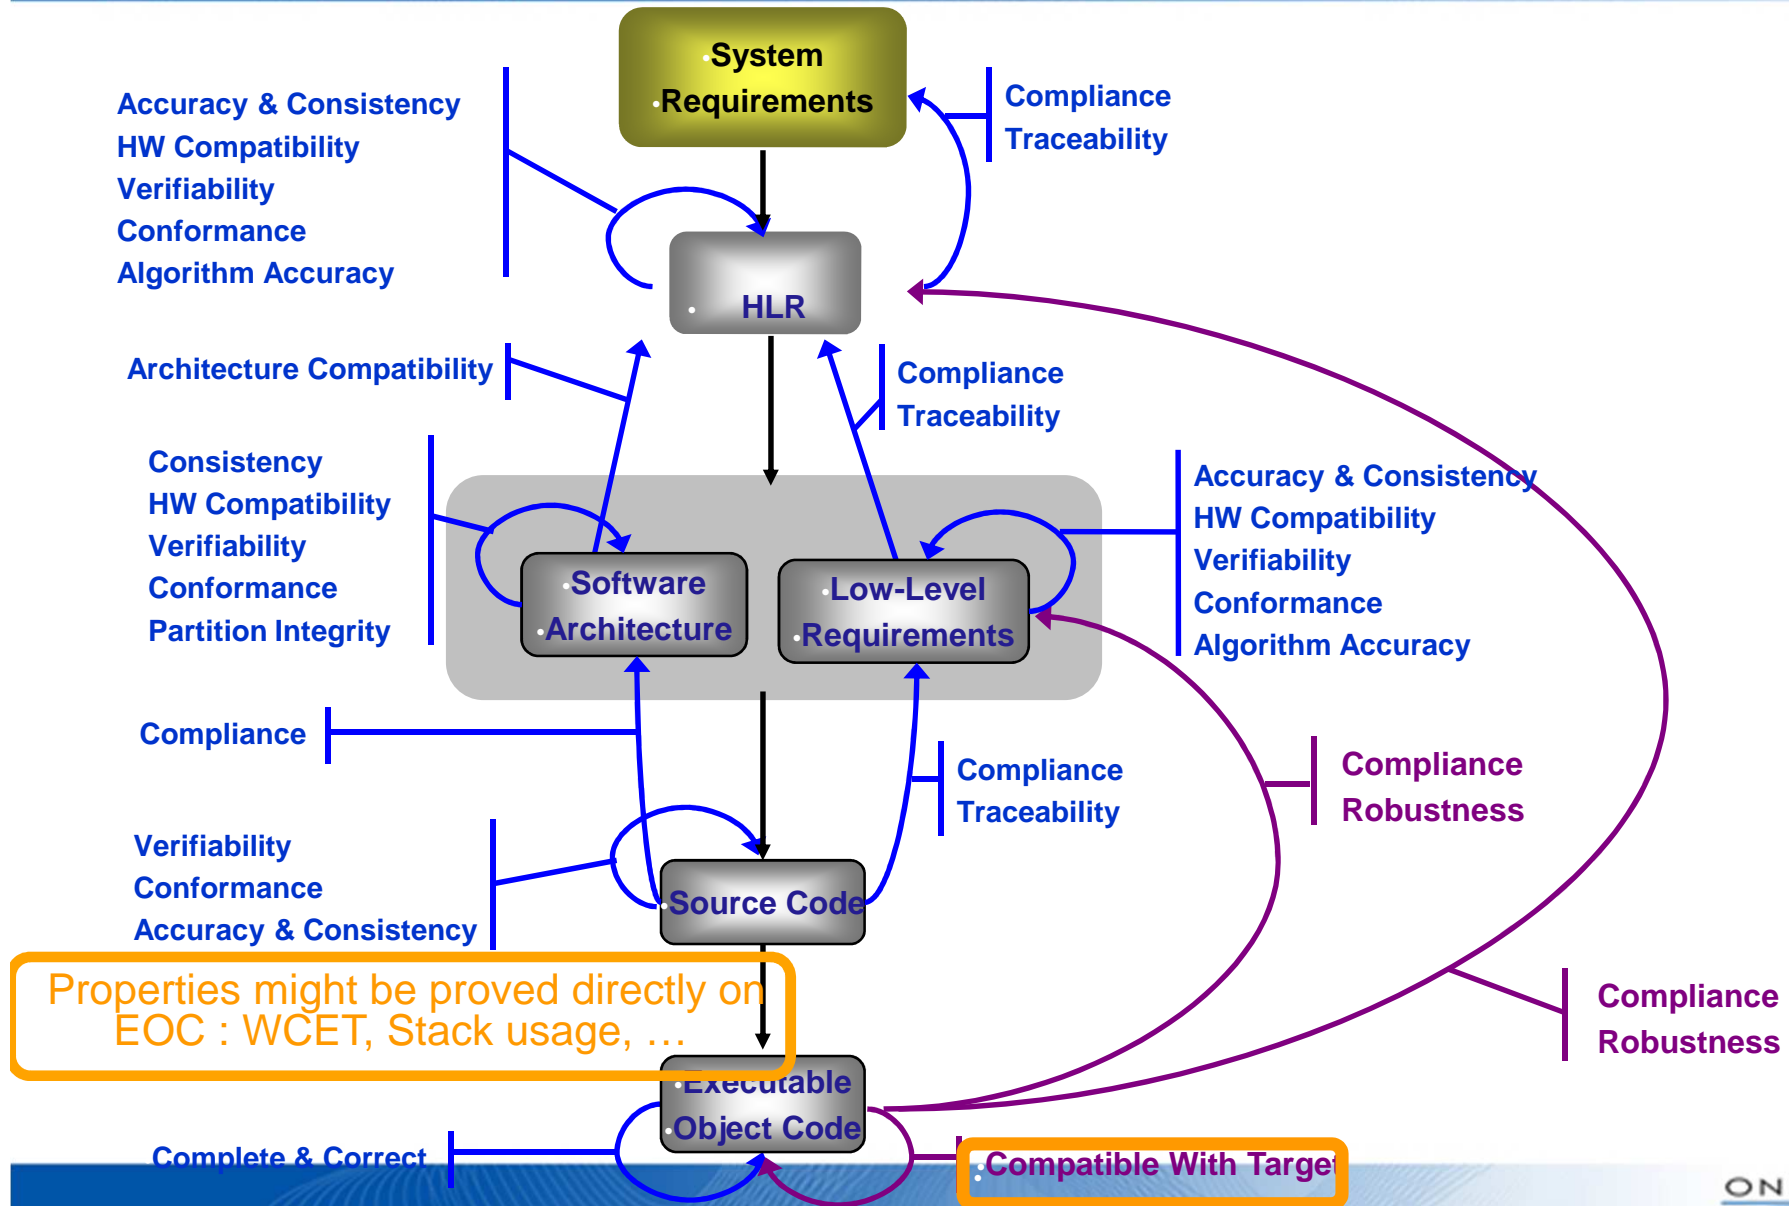 •System
•Requirements
Accuracy & Consistency
HW Compatibility
Verifiability
Conformance
Algorithm Accuracy
Compliance
Traceability
• HLR
Architecture Compatibility
Compliance
Traceability
Consistency
HW Compatibility
Verifiability
Conformance
Partition Integrity
•Software
•Architecture
•Low-Level
•Requirements
Accuracy & Consistency
HW Compatibility
Verifiability
Conformance
Algorithm Accuracy
Compliance
Compliance
Traceability
Compliance
Robustness
Verifiability
Conformance
Accuracy & Consistency
•Source Code
Properties might be proved directly on
EOC : WCET, Stack usage, …
Compliance
Robustness
•Executable
•Object Code
Complete & Correct
•Compatible With Target
ON